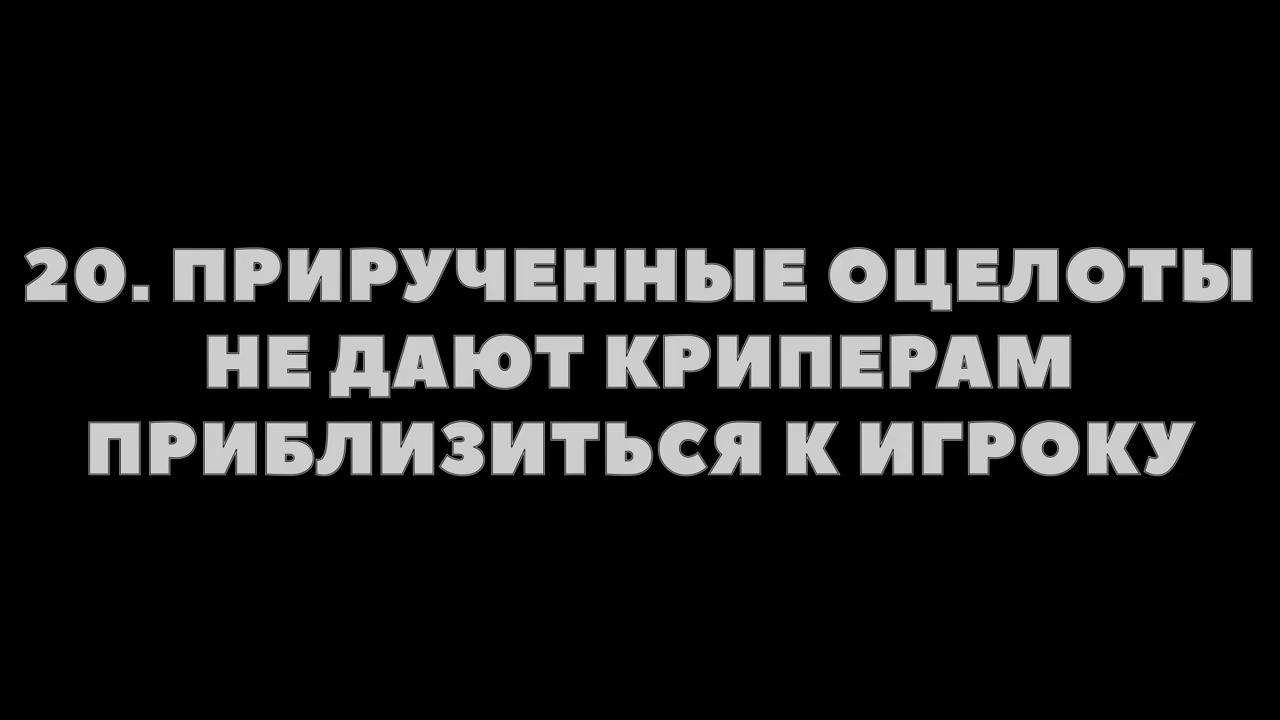 20. ПРИРУЧЕННЫЕ ОЦЕЛОТЫ
НЕ ДАЮТ КРИПЕРАМ
ПРИБЛИЗИТЬСЯ К ИГРОКУ